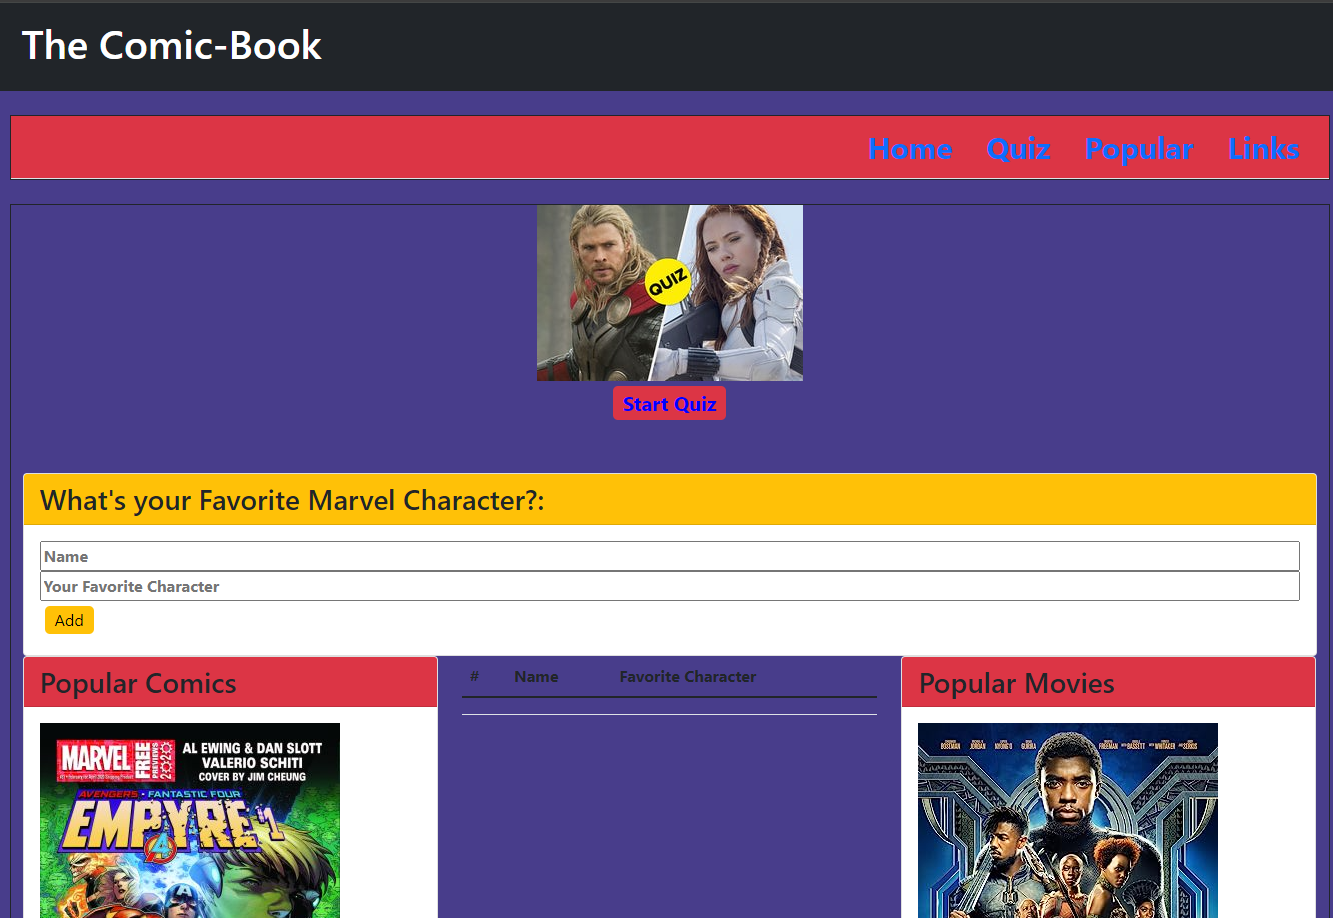 The Comic-Book
Home Quiz Popular Links
QUIZ
Start Quiz
What's your Favorite Marvel Character?:
Name
Your Favorite Character
Add
Popular Comics
MARVEL FREE PREVIEWS
AL EWING & DAN SLOTT
VALERIO SCHITI
COVER BY JIM CHEUNG
AVENGERS • FANTASTIC FOUR
EMPYRE #1
# Name Favorite Character
Popular Movies
BOSEMAN JORDAN NYONG'O GURIRA FREEMAN BASSETT WHITAKER SERKIS